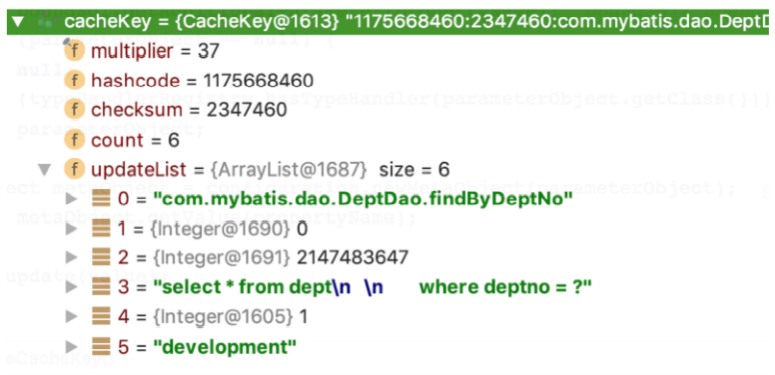 cacheKey = {CacheKey@1613} "1175668460:2347460:com.mybatis.dao.DeptD
f multiplier = 37
f hashcode = 1175668460
f checksum = 2347460
f count = 6
f updateList = {ArrayList@1687} size = 6
0 = "com.mybatis.dao.DeptDao.findByDeptNo"
1 = {Integer@1690} 0
2 = {Integer@1691} 2147483647
3 = "select * from dept\n \n where deptno = ?"
4 = {Integer@1605} 1
5 = "development"